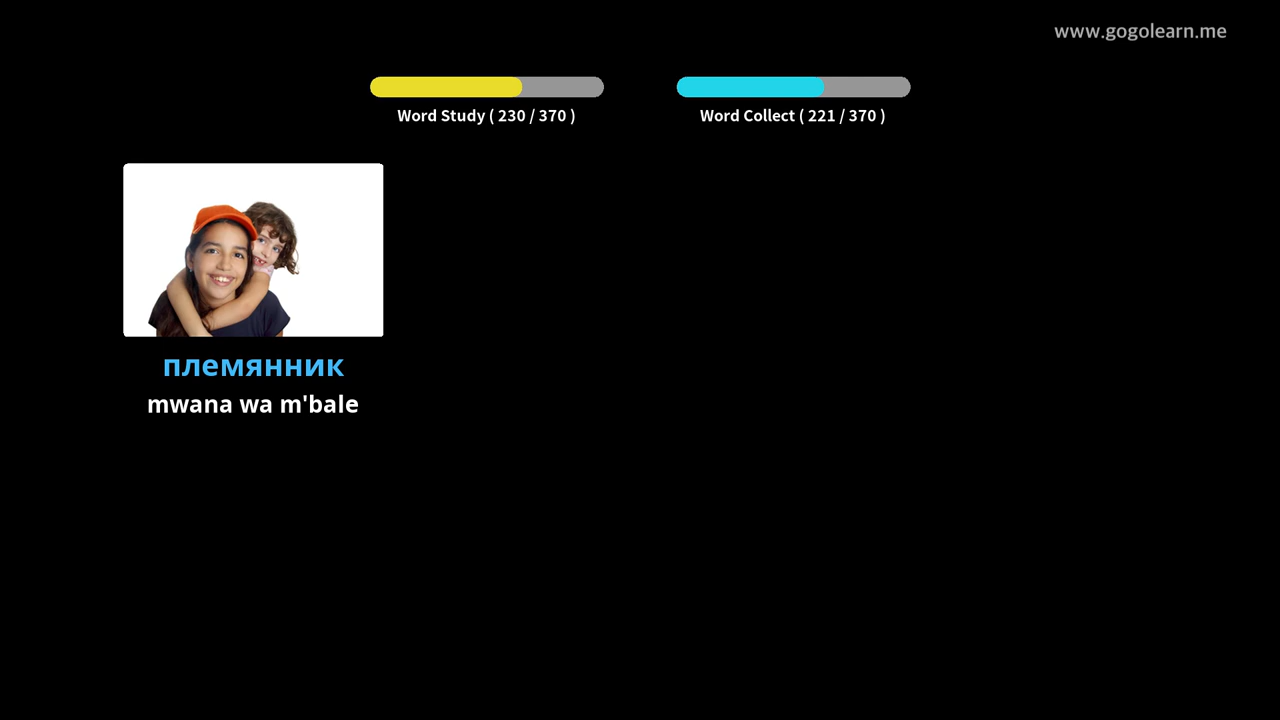 www.gogolearn.me
Word Study ( 230 / 370 )
Word Collect ( 221 / 370 )
племянник
mwana wa m'bale